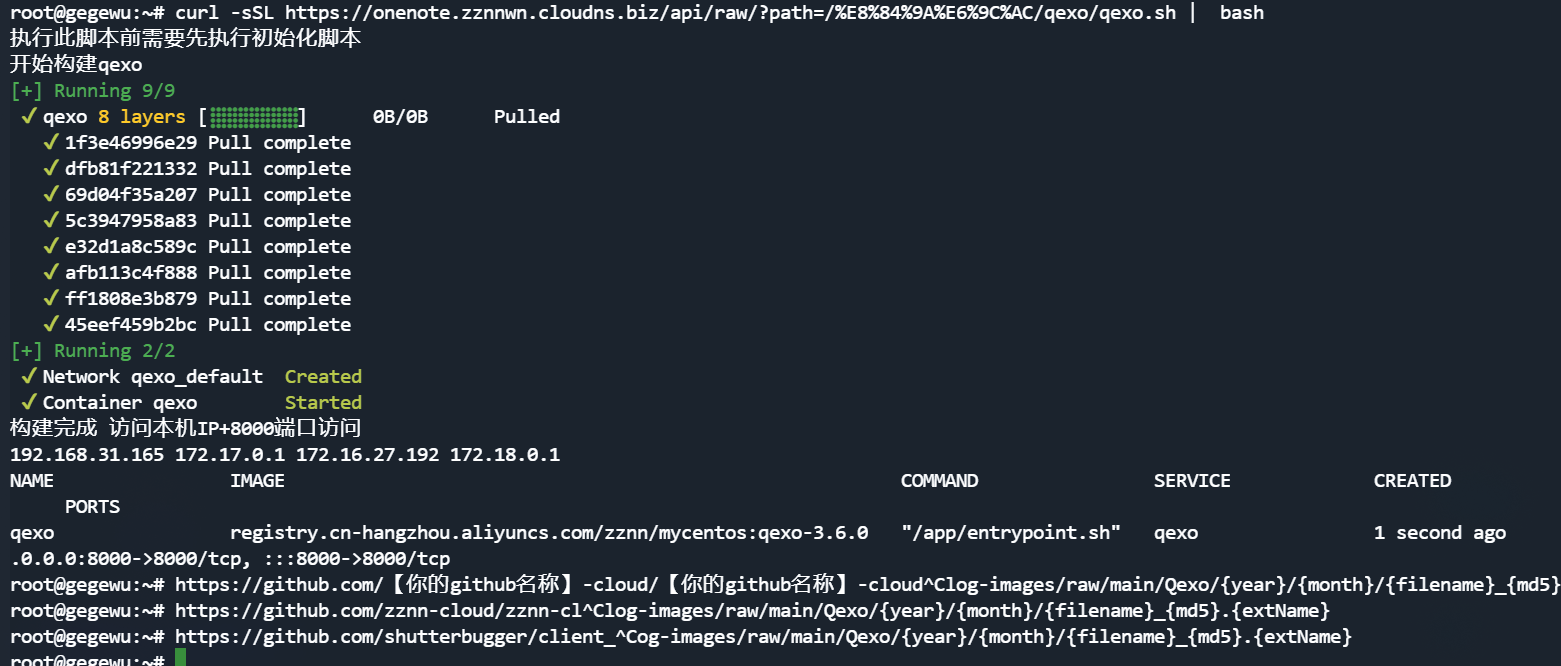 root@gegewu:~# curl -sSL https://onenote.zznnwn.cloudns.biz/api/raw/?path=/%E8%84%9A%E6%9C%AC/qexo/qexo.sh |  bash
执行此脚本前需要先执行初始化脚本
开始构建qexo
[+] Running 9/9
✔ qexo 8 layers [⣿⣿⣿⣿⣿⣿⣿⣿] 0B/0B Pulled
✔ 1f3e46996e29 Pull complete
✔ dfb81f221332 Pull complete
✔ 69d04f35a207 Pull complete
✔ 5c3947958a83 Pull complete
✔ e32d1a8c589c Pull complete
✔ afb113c4f888 Pull complete
✔ ff1808e3b879 Pull complete
✔ 45eef459b2bc Pull complete
[+] Running 2/2
✔ Network qexo_default Created
✔ Container qexo Started
构建完成 访问本机IP+8000端口访问
192.168.31.165 172.17.0.1 172.16.27.192 172.18.0.1
NAME IMAGE COMMAND SERVICE CREATED
PORTS
qexo registry.cn-hangzhou.aliyuncs.com/zznn/mycentos:qexo-3.6.0 "/app/entrypoint.sh" qexo 1 second ago
.0.0.0:8000->8000/tcp, :::8000->8000/tcp
root@gegewu:~# https://github.com/【你的github名称】-cloud/【你的github名称】-cloud^Clog-images/raw/main/Qexo/{year}/{month}/{filename}_{md5}
root@gegewu:~# https://github.com/zznn-cloud/zznn-cl^Clog-images/raw/main/Qexo/{year}/{month}/{filename}_{md5}.{extName}
root@gegewu:~# https://github.com/shutterbugger/client_^Cog-images/raw/main/Qexo/{year}/{month}/{filename}_{md5}.{extName}
root@gegewu:~#